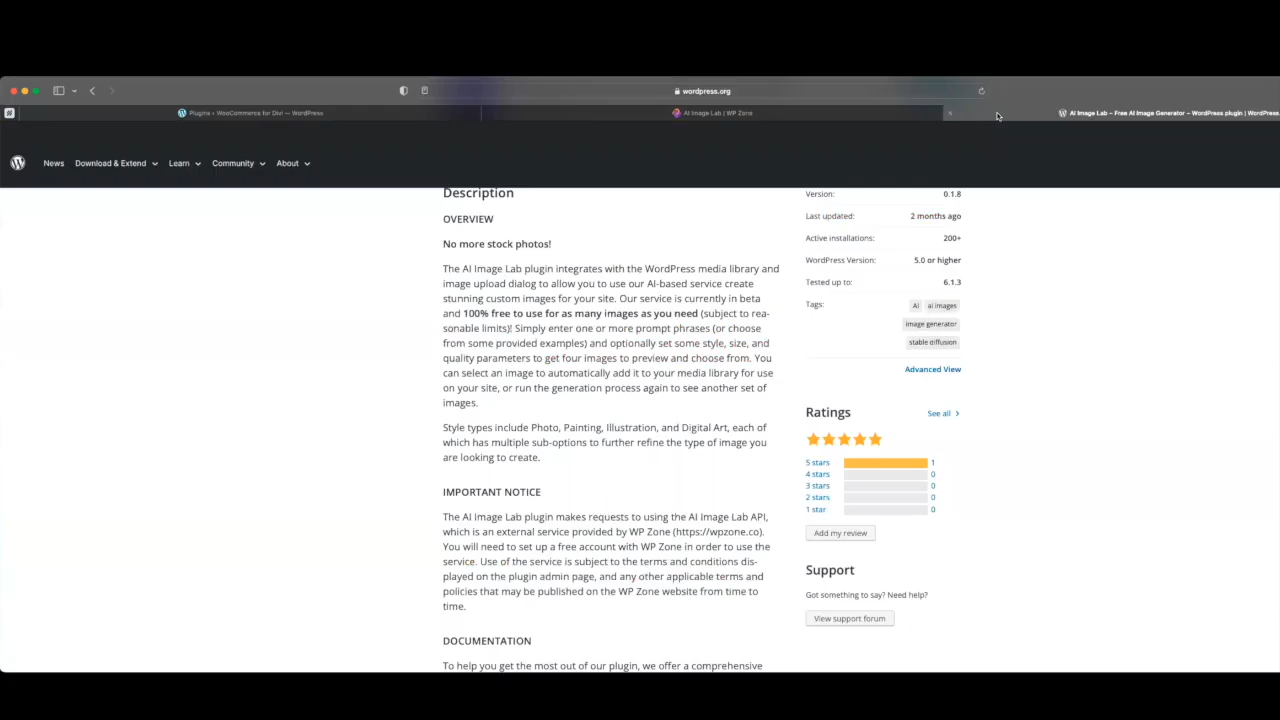 wordpress.org
Plugins ‹ WooCommerce for Divi — WordPress
AI Image Lab | WP Zone
AI Image Lab – Free AI Image Generator – WordPress plugin | WordPress.
News
Download & Extend
Learn
Community
About
Description
OVERVIEW
No more stock photos!
The AI Image Lab plugin integrates with the WordPress media library and
image upload dialog to allow you to use our AI-based service create
stunning custom images for your site. Our service is currently in beta
and 100% free to use for as many images as you need (subject to rea-
sonable limits)! Simply enter one or more prompt phrases (or choose
from some provided examples) and optionally set some style, size, and
quality parameters to get four images to preview and choose from. You
can select an image to automatically add it to your media library for use
on your site, or run the generation process again to see another set of
images.
Style types include Photo, Painting, Illustration, and Digital Art, each of
which has multiple sub-options to further refine the type of image you
are looking to create.
IMPORTANT NOTICE
The AI Image Lab plugin makes requests to using the AI Image Lab API,
which is an external service provided by WP Zone (https://wpzone.co).
You will need to set up a free account with WP Zone in order to use the
service. Use of the service is subject to the terms and conditions dis-
played on the plugin admin page, and any other applicable terms and
policies that may be published on the WP Zone website from time to
time.
DOCUMENTATION
To help you get the most out of our plugin, we offer a comprehensive
Version: 0.1.8
Last updated: 2 months ago
Active installations: 200+
WordPress Version: 5.0 or higher
Tested up to: 6.1.3
Tags: AI ai images
image generator
stable diffusion
Advanced View
Ratings See all
5 stars 1
4 stars 0
3 stars 0
2 stars 0
1 star 0
Add my review
Support
Got something to say? Need help?
View support forum